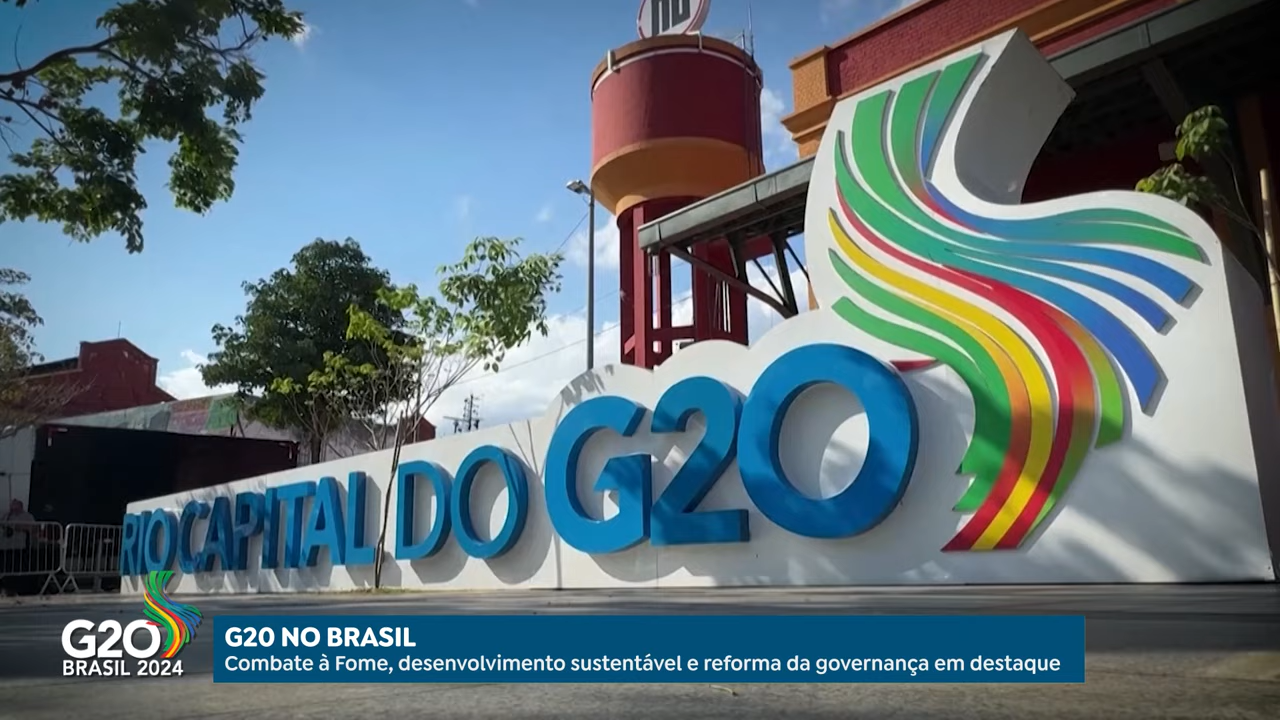 RIO CAPITAL DO G20
G20
BRASIL 2024
G20 NO BRASIL
Combate à Fome, desenvolvimento sustentável e reforma da governança em destaque